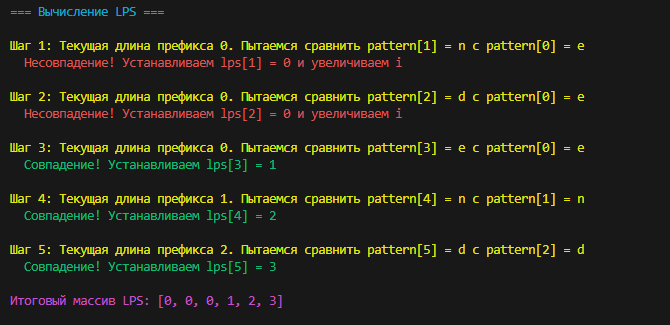 === Вычисление LPS ===
Шаг 1: Текущая длина префикса 0. Пытаемся сравнить pattern[1] = n с pattern[0] = e
Несовпадение! Устанавливаем lps[1] = 0 и увеличиваем i
Шаг 2: Текущая длина префикса 0. Пытаемся сравнить pattern[2] = d с pattern[0] = e
Несовпадение! Устанавливаем lps[2] = 0 и увеличиваем i
Шаг 3: Текущая длина префикса 0. Пытаемся сравнить pattern[3] = e с pattern[0] = e
Совпадение! Устанавливаем lps[3] = 1
Шаг 4: Текущая длина префикса 1. Пытаемся сравнить pattern[4] = n с pattern[1] = n
Совпадение! Устанавливаем lps[4] = 2
Шаг 5: Текущая длина префикса 2. Пытаемся сравнить pattern[5] = d с pattern[2] = d
Совпадение! Устанавливаем lps[5] = 3
Итоговый массив LPS: [0, 0, 0, 1, 2, 3]